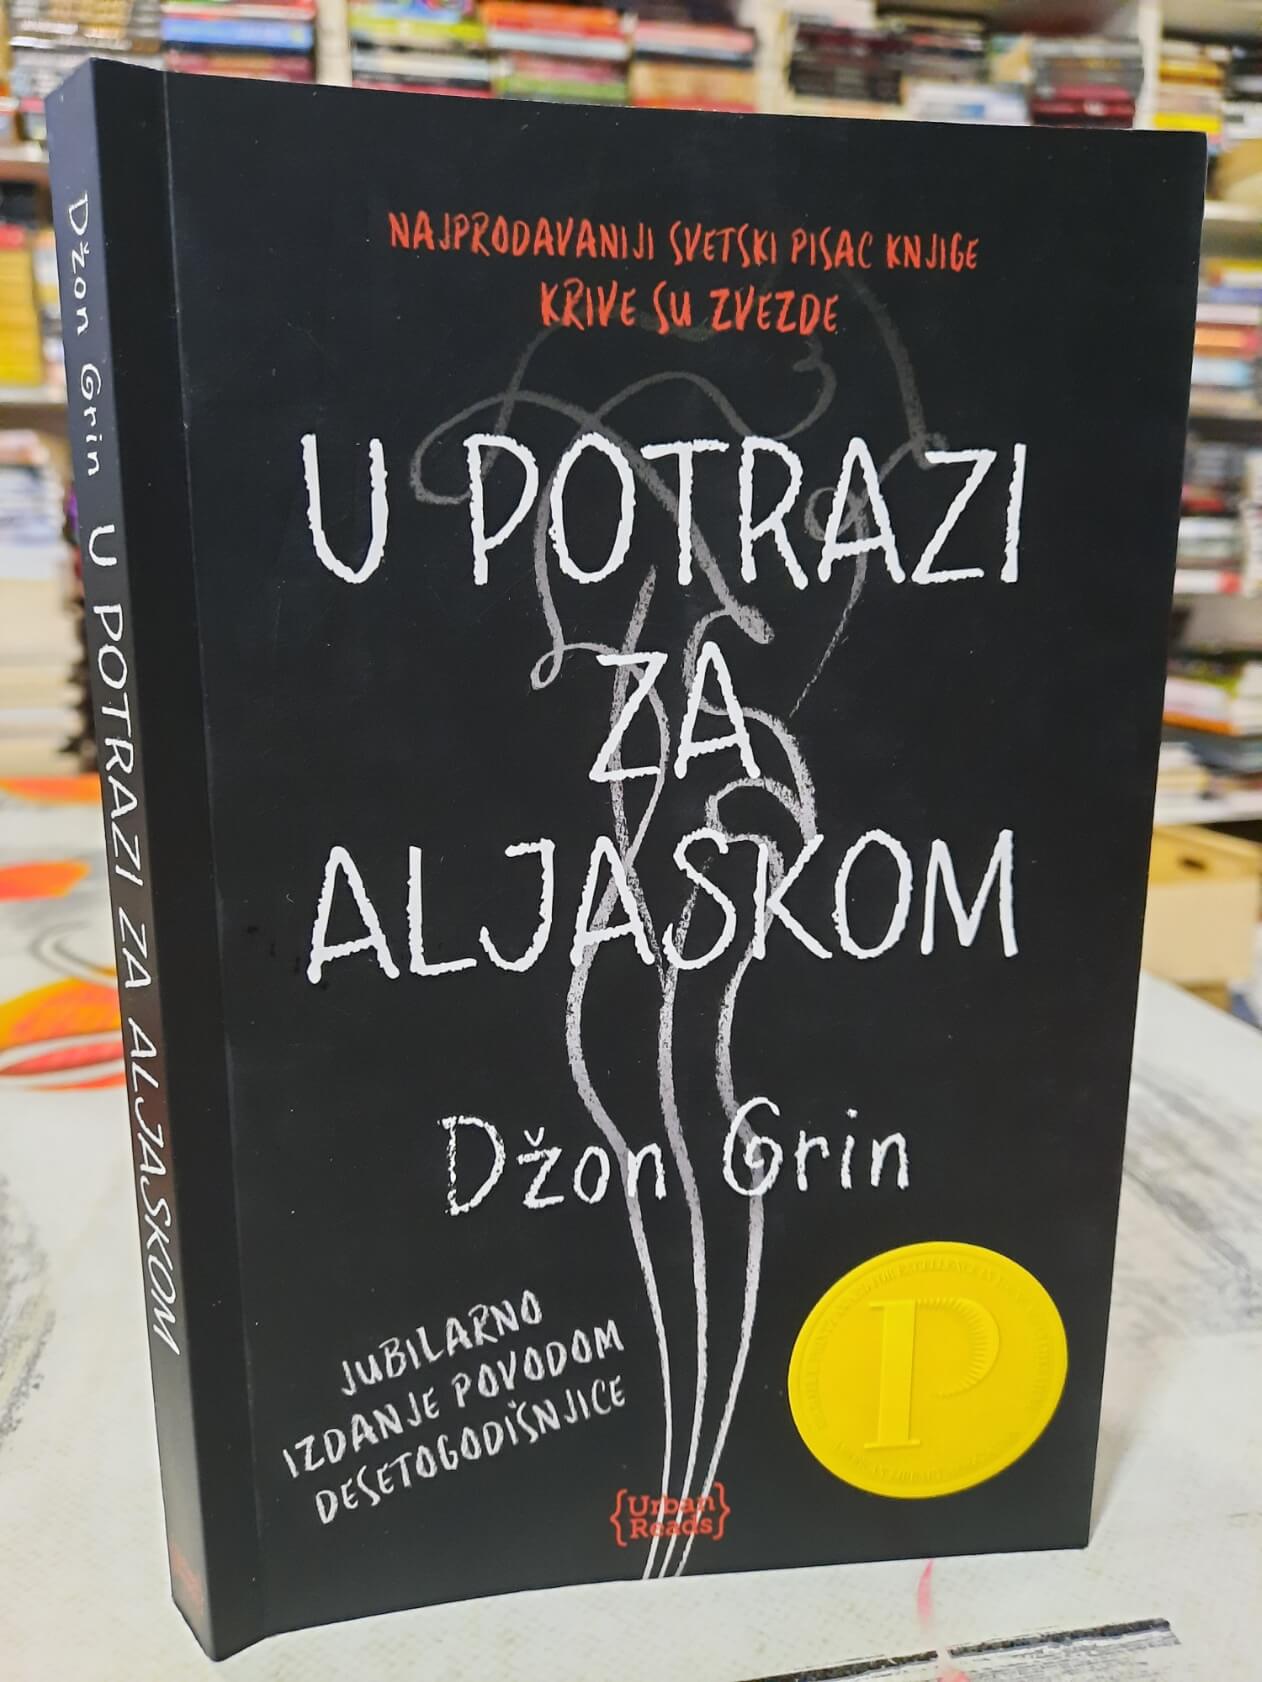 NAJPRODAVANIJI SVETSKI PISAC KNJIGE
KRIVE SU ZVEZDE
U POTRAZI
ZA
ALJASKOM
Džon Grin
JUBILARNO
IZDANJE POVODOM
DESETOGODIŠNJICE
{Urban
Reads}
P
Džon Grin U POTRAZI ZA ALJASKOM